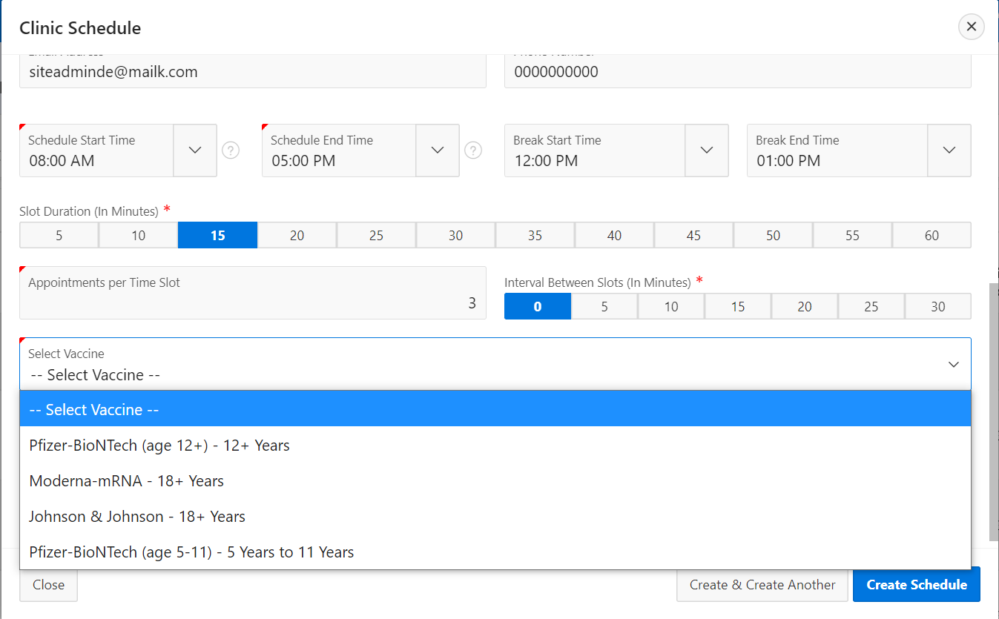 Clinic Schedule
Email Address
Phone Number
siteadminde@mailk.com
0000000000
Schedule Start Time
08:00 AM
Schedule End Time
05:00 PM
Break Start Time
12:00 PM
Break End Time
01:00 PM
Slot Duration (In Minutes) *
5 10 15 20 25 30 35 40 45 50 55 60
Appointments per Time Slot
3
Interval Between Slots (In Minutes) *
0 5 10 15 20 25 30
Select Vaccine
-- Select Vaccine --
-- Select Vaccine --
Pfizer-BioNTech (age 12+) - 12+ Years
Moderna-mRNA - 18+ Years
Johnson & Johnson - 18+ Years
Pfizer-BioNTech (age 5-11) - 5 Years to 11 Years
Close
Create & Create Another
Create Schedule